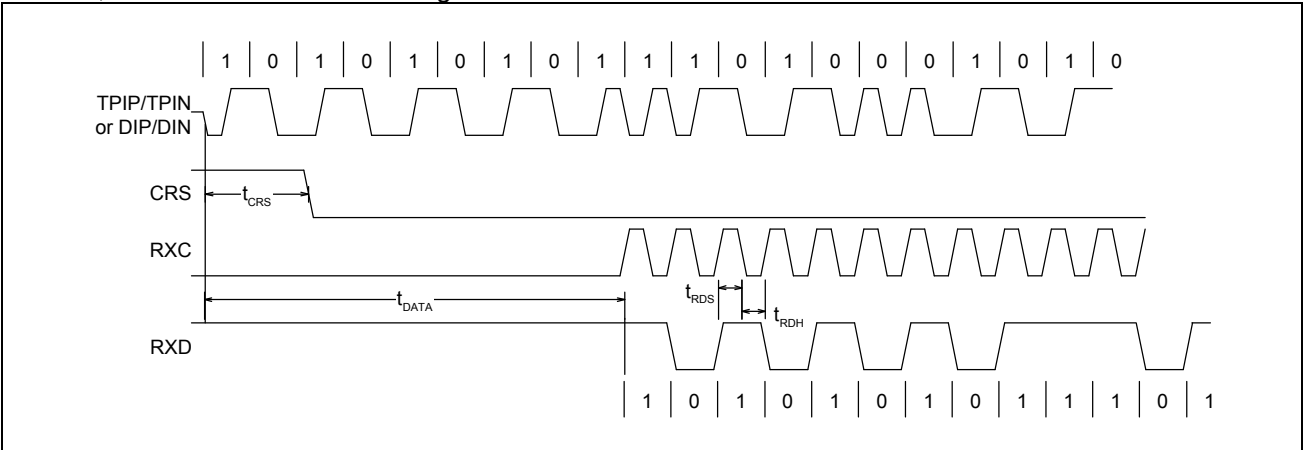 1 0 1 0 1 0 1 0 1 1 1 0 1 0 0 0 1 0 1 0
TPIP/TPIN
or DIP/DIN
CRS
tCRS
RXC
tDATA
tRDS
tRDH
RXD
1 0 1 0 1 0 1 0 1 1 1 0 1